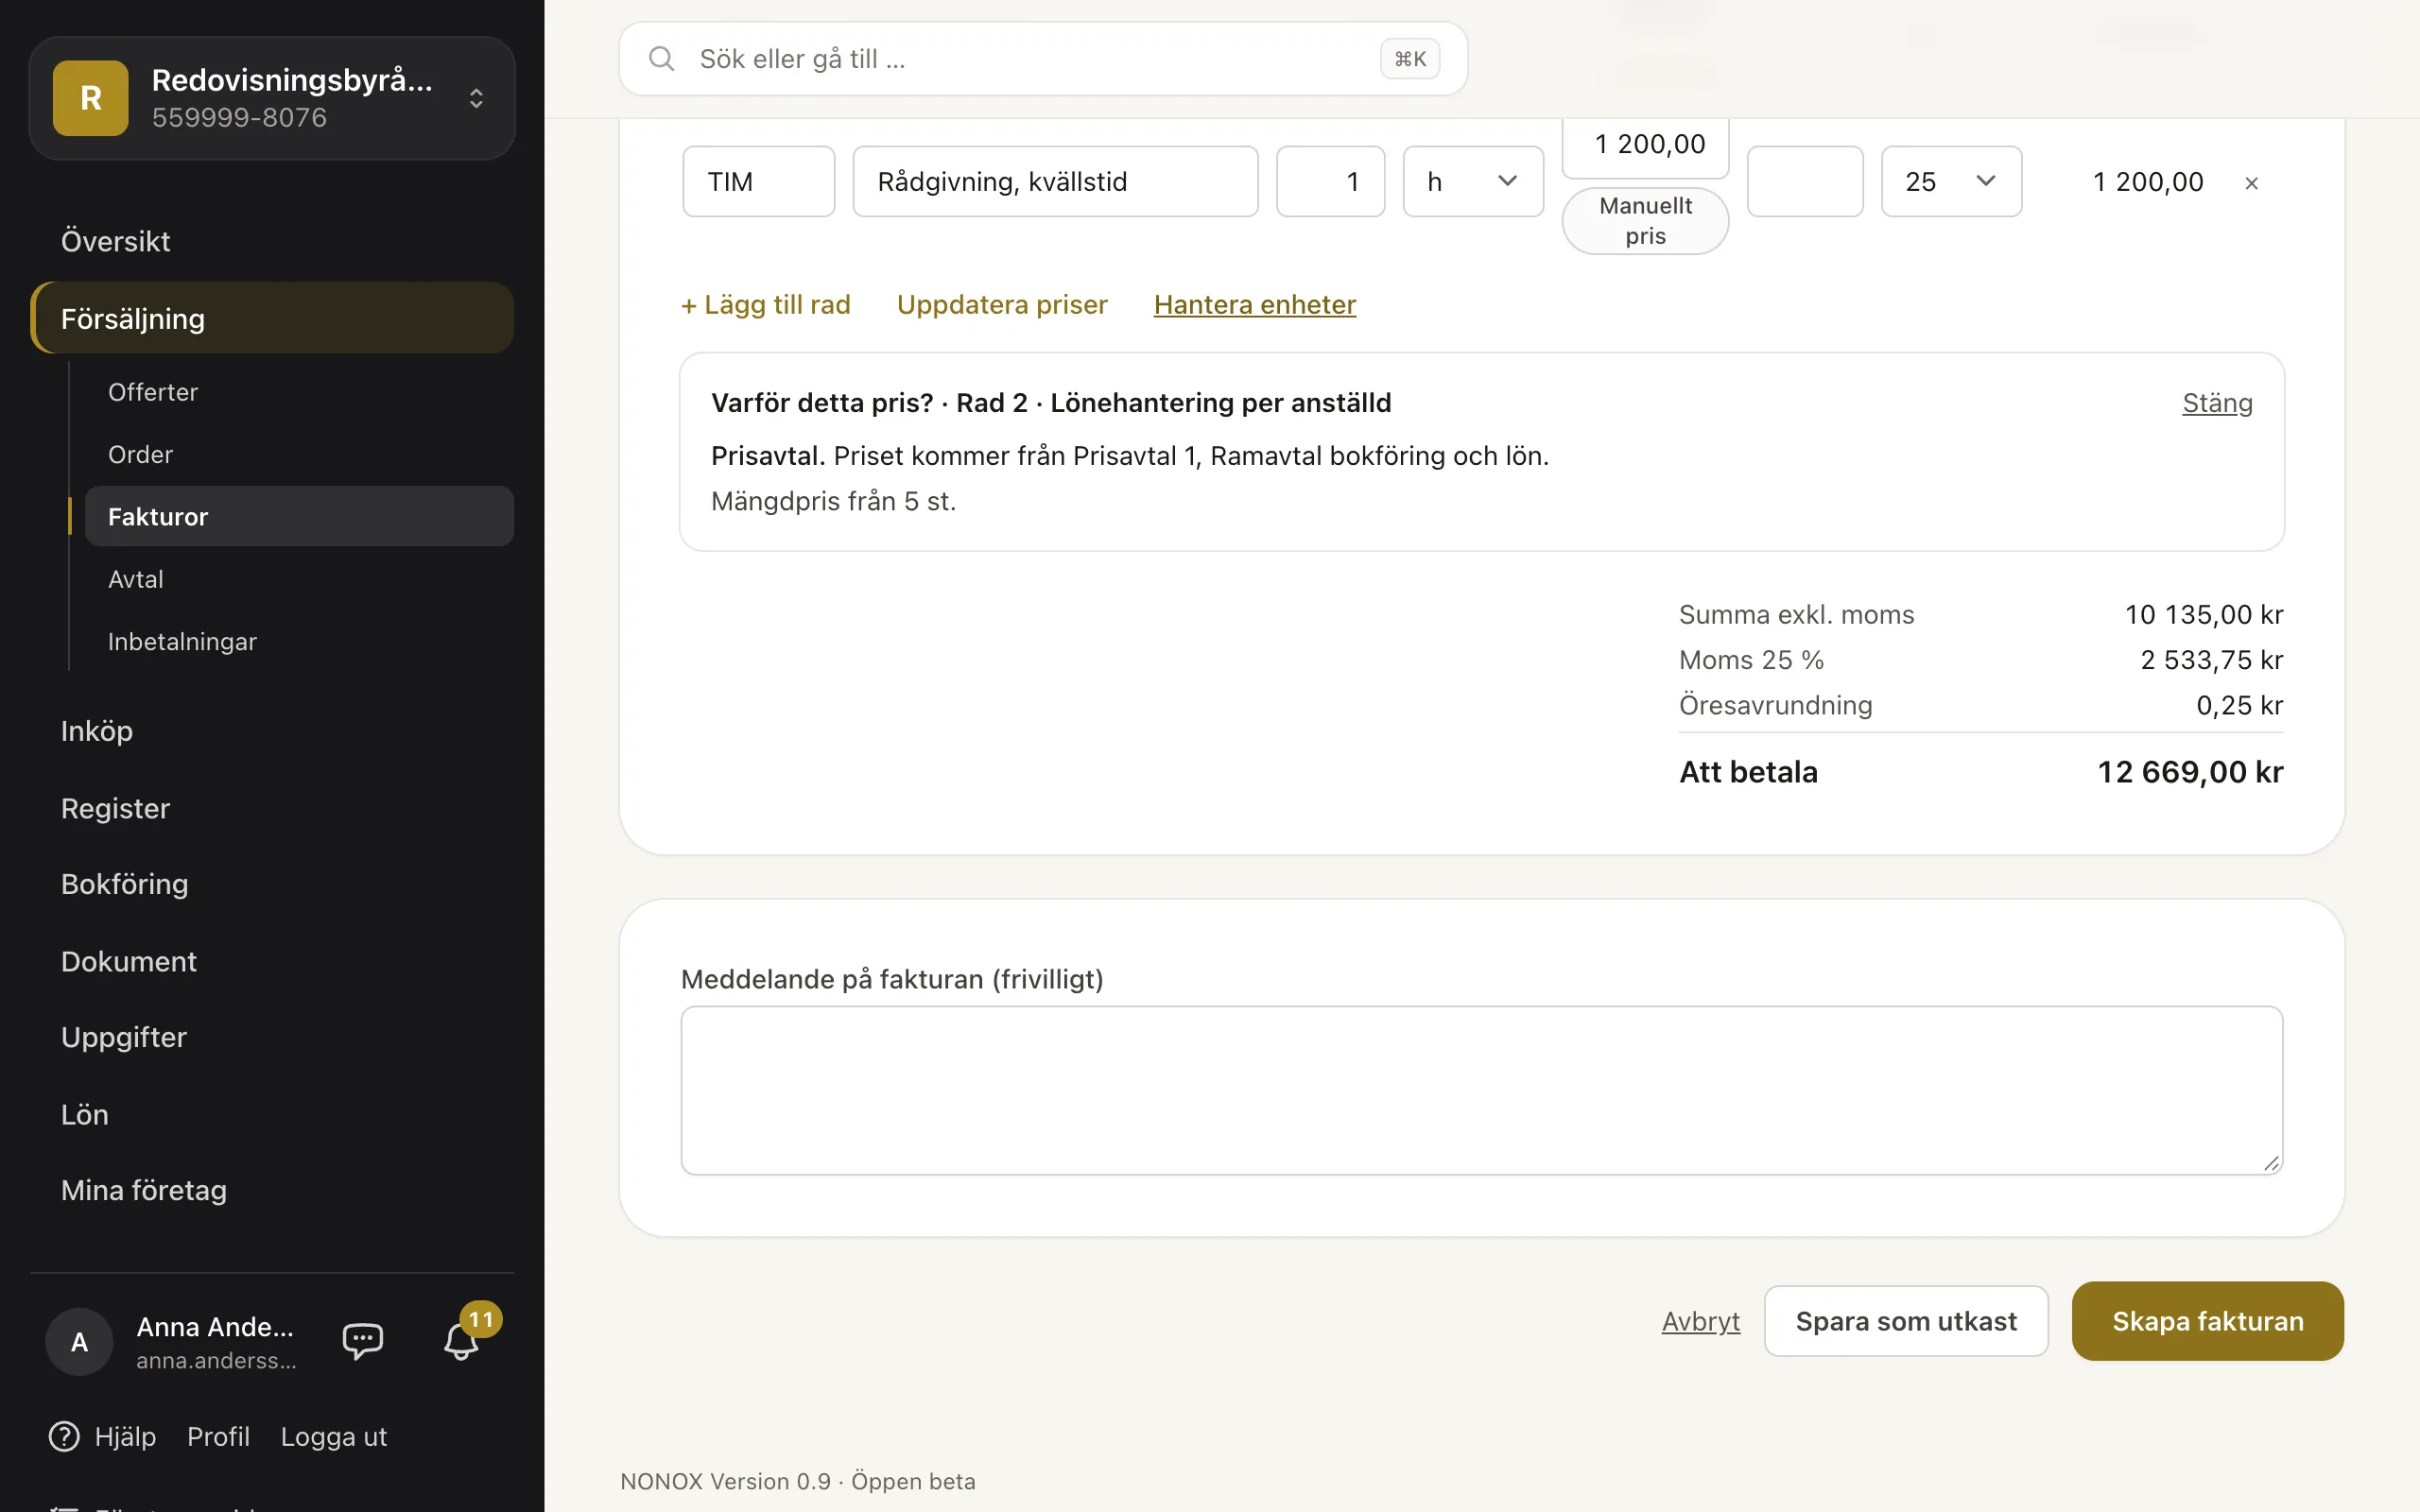 R
Redovisningsbyrå...
559999-8076
Översikt
Försäljning
Offerter
Order
Fakturor
Avtal
Inbetalningar
Inköp
Register
Bokföring
Dokument
Uppgifter
Lön
Mina företag
A
Anna Ande...
anna.anderss...
11
Hjälp Profil Logga ut
Sök eller gå till ... ⌘K
TIM Rådgivning, kvällstid 1 h 1 200,00 25 1 200,00 ×
Manuellt
pris
+ Lägg till rad Uppdatera priser Hantera enheter
Varför detta pris? · Rad 2 · Lönehantering per anställd Stäng
Prisavtal. Priset kommer från Prisavtal 1, Ramavtal bokföring och lön.
Mängdpris från 5 st.
Summa exkl. moms 10 135,00 kr
Moms 25 % 2 533,75 kr
Öresavrundning 0,25 kr
Att betala 12 669,00 kr
Meddelande på fakturan (frivilligt)
Avbryt Spara som utkast Skapa fakturan
NONOX Version 0.9 · Öppen beta